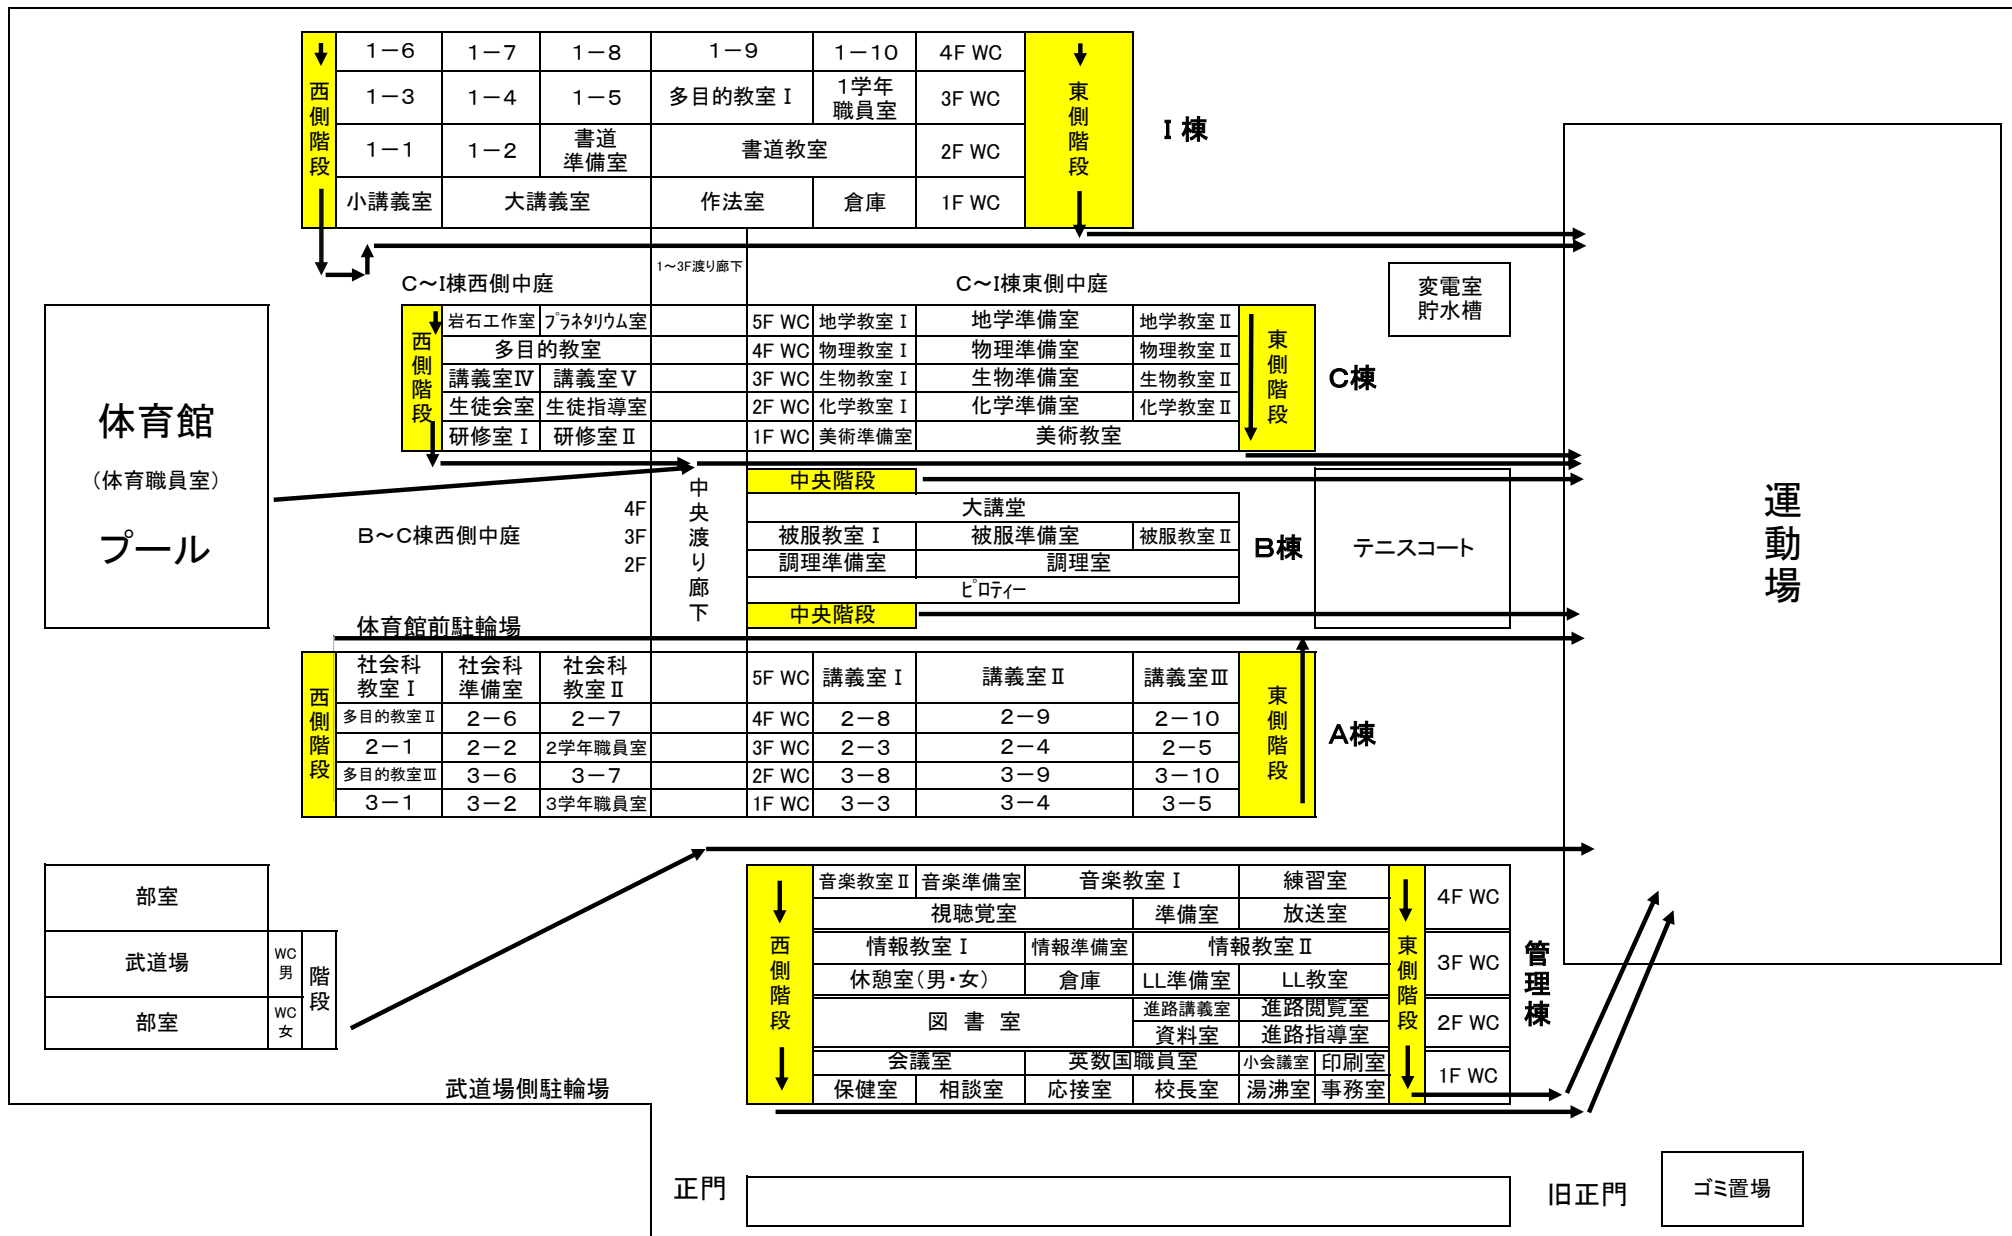 1－6 1－7 1－8 1－9 1－10 4F WC
1－3 1－4 1－5 多目的教室Ⅰ 1学年職員室 3F WC
1－1 1－2 書道準備室 書道教室 2F WC
小講義室 大講義室 作法室 倉庫 1F WC
西側階段
東側階段
Ⅰ棟
1～3F渡り廊下
C～I棟西側中庭
C～I棟東側中庭
変電室
貯水槽
岩石工作室 プラネタリウム室 5F WC 地学教室Ⅰ 地学準備室 地学教室Ⅱ
多目的教室 4F WC 物理教室Ⅰ 物理準備室 物理教室Ⅱ
講義室Ⅳ 講義室Ⅴ 3F WC 生物教室Ⅰ 生物準備室 生物教室Ⅱ
生徒会室 生徒指導室 2F WC 化学教室Ⅰ 化学準備室 化学教室Ⅱ
研修室Ⅰ 研修室Ⅱ 1F WC 美術準備室 美術教室
西側階段
東側階段
C棟
体育館
（体育職員室）
プール
中央階段
4F 大講堂
3F 被服教室Ⅰ 被服準備室 被服教室Ⅱ
2F 調理準備室 調理室
ピロティー
中央階段
B～C棟西側中庭
中央渡り廊下
B棟
テニスコート
運動場
体育館前駐輪場
社会科教室Ⅰ 社会科準備室 社会科教室Ⅱ 5F WC 講義室Ⅰ 講義室Ⅱ 講義室Ⅲ
多目的教室Ⅱ 2－6 2－7 4F WC 2－8 2－9 2－10
2－1 2－2 2学年職員室 3F WC 2－3 2－4 2－5
多目的教室Ⅲ 3－6 3－7 2F WC 3－8 3－9 3－10
3－1 3－2 3学年職員室 1F WC 3－3 3－4 3－5
西側階段
東側階段
A棟
部室
武道場 WC男
部室 WC女
階段
音楽教室Ⅱ 音楽準備室 音楽教室Ⅰ 練習室 4F WC
視聴覚室 準備室 放送室
情報教室Ⅰ 情報準備室 情報教室Ⅱ 3F WC
休憩室（男・女） 倉庫 LL準備室 LL教室
図書室 進路講義室 進路閲覧室 2F WC
資料室 進路指導室
会議室 英数国職員室 小会議室 印刷室 1F WC
保健室 相談室 応接室 校長室 湯沸室 事務室
西側階段
東側階段
管理棟
武道場側駐輪場
正門
旧正門
ゴミ置場